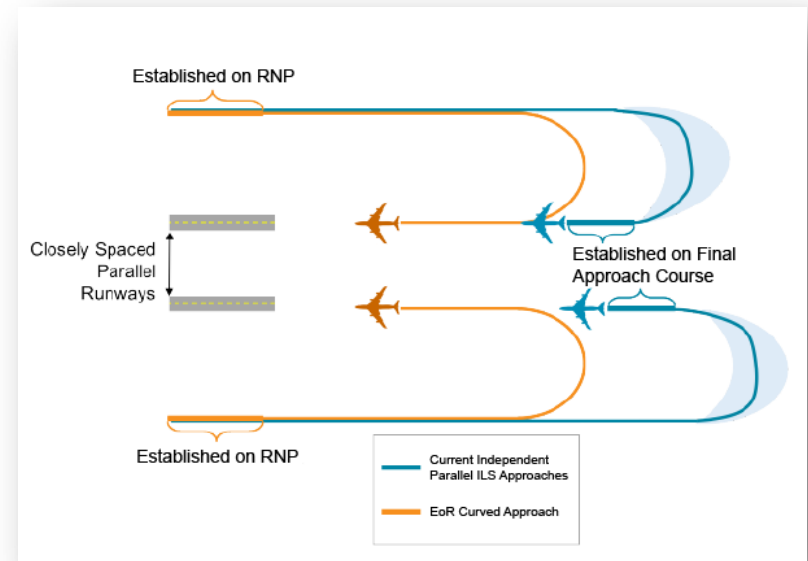 Established on RNP
Closely Spaced
Parallel
Runways
Established on Final
Approach Course
Established on RNP
Current Independent
Parallel ILS Approaches
EoR Curved Approach